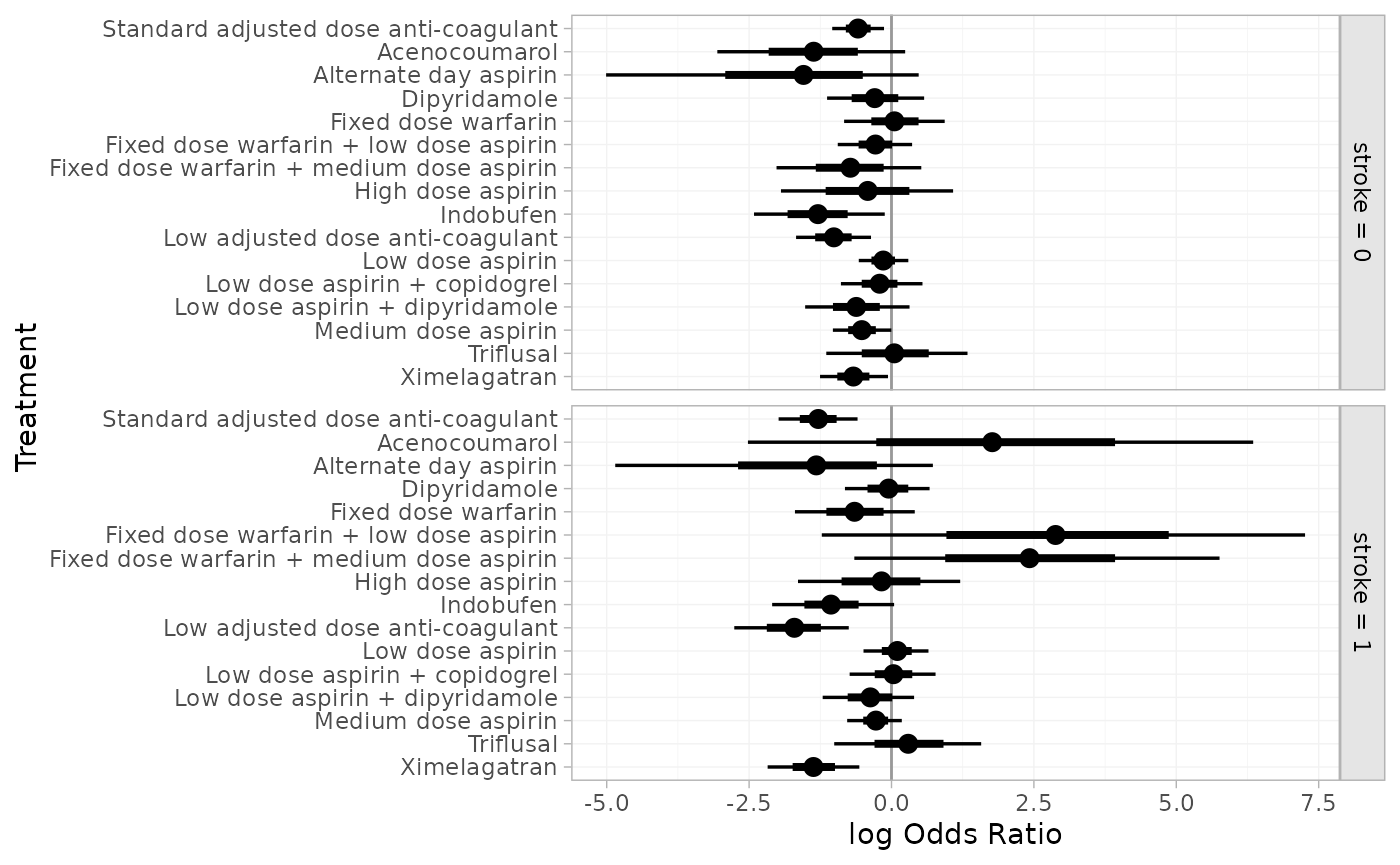 Treatment
Standard adjusted dose anti-coagulant
Acenocoumarol
Alternate day aspirin
Dipyridamole
Fixed dose warfarin
Fixed dose warfarin + low dose aspirin
Fixed dose warfarin + medium dose aspirin
High dose aspirin
Indobufen
Low adjusted dose anti-coagulant
Low dose aspirin
Low dose aspirin + copidogrel
Low dose aspirin + dipyridamole
Medium dose aspirin
Triflusal
Ximelagatran
stroke = 0
Standard adjusted dose anti-coagulant
Acenocoumarol
Alternate day aspirin
Dipyridamole
Fixed dose warfarin
Fixed dose warfarin + low dose aspirin
Fixed dose warfarin + medium dose aspirin
High dose aspirin
Indobufen
Low adjusted dose anti-coagulant
Low dose aspirin
Low dose aspirin + copidogrel
Low dose aspirin + dipyridamole
Medium dose aspirin
Triflusal
Ximelagatran
stroke = 1
-5.0 -2.5 0.0 2.5 5.0 7.5
log Odds Ratio